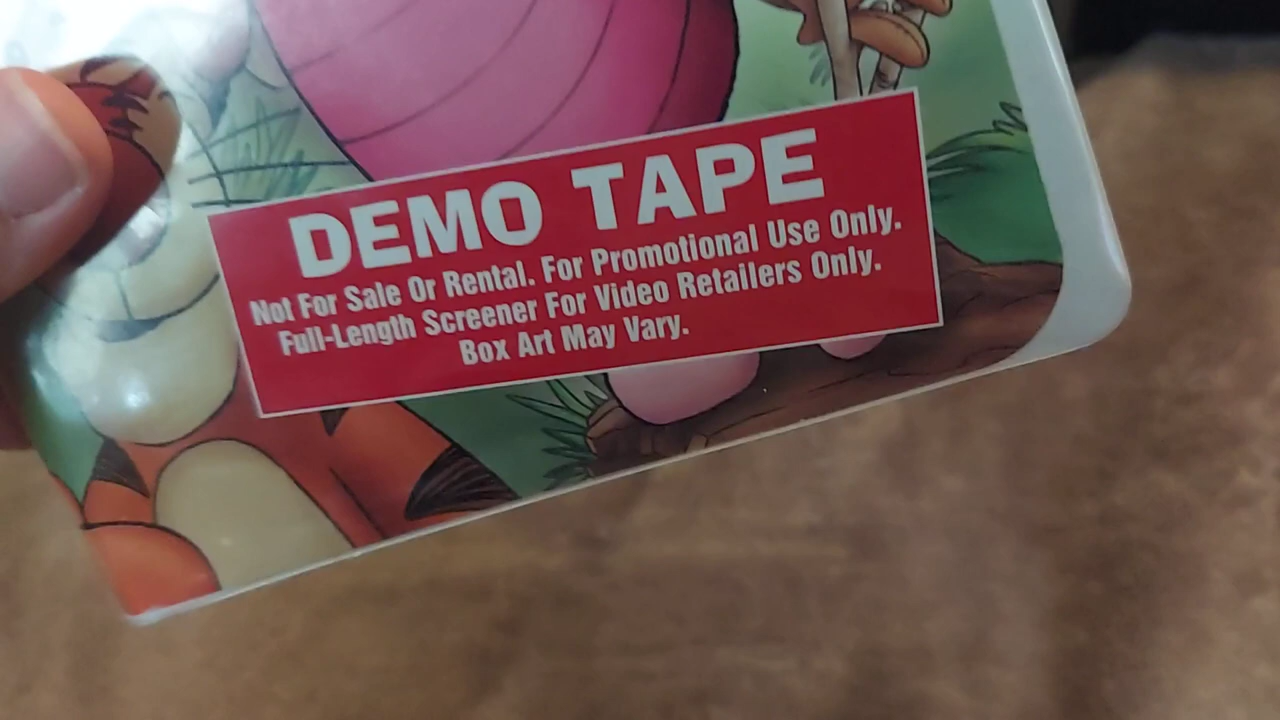 DEMO TAPE
Not For Sale Or Rental. For Promotional Use Only.
Full-Length Screener For Video Retailers Only.
Box Art May Vary.